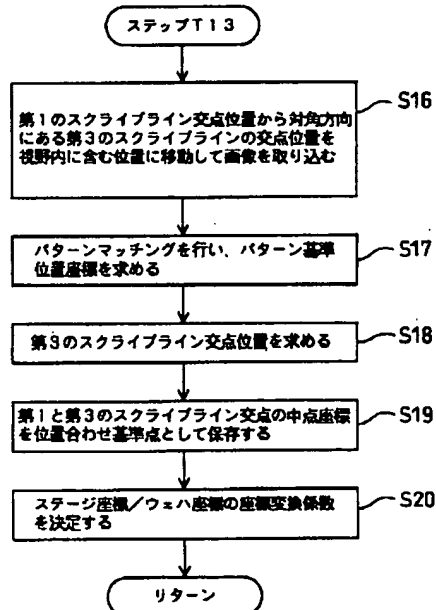 ステップT13
第1のスクライブライン交点位置から対角方向
にある第3のスクライブラインの交点位置を
視野内に含む位置に移動して画像を取り込む
S16
パターンマッチングを行い、パターン基準
位置座標を求める
S17
第3のスクライブライン交点位置を求める
S18
第1と第3のスクライブライン交点の中点座標
を位置合わせ基準点として保存する
S19
ステージ座標/ウェハ座標の座標変換係数
を決定する
S20
リターン